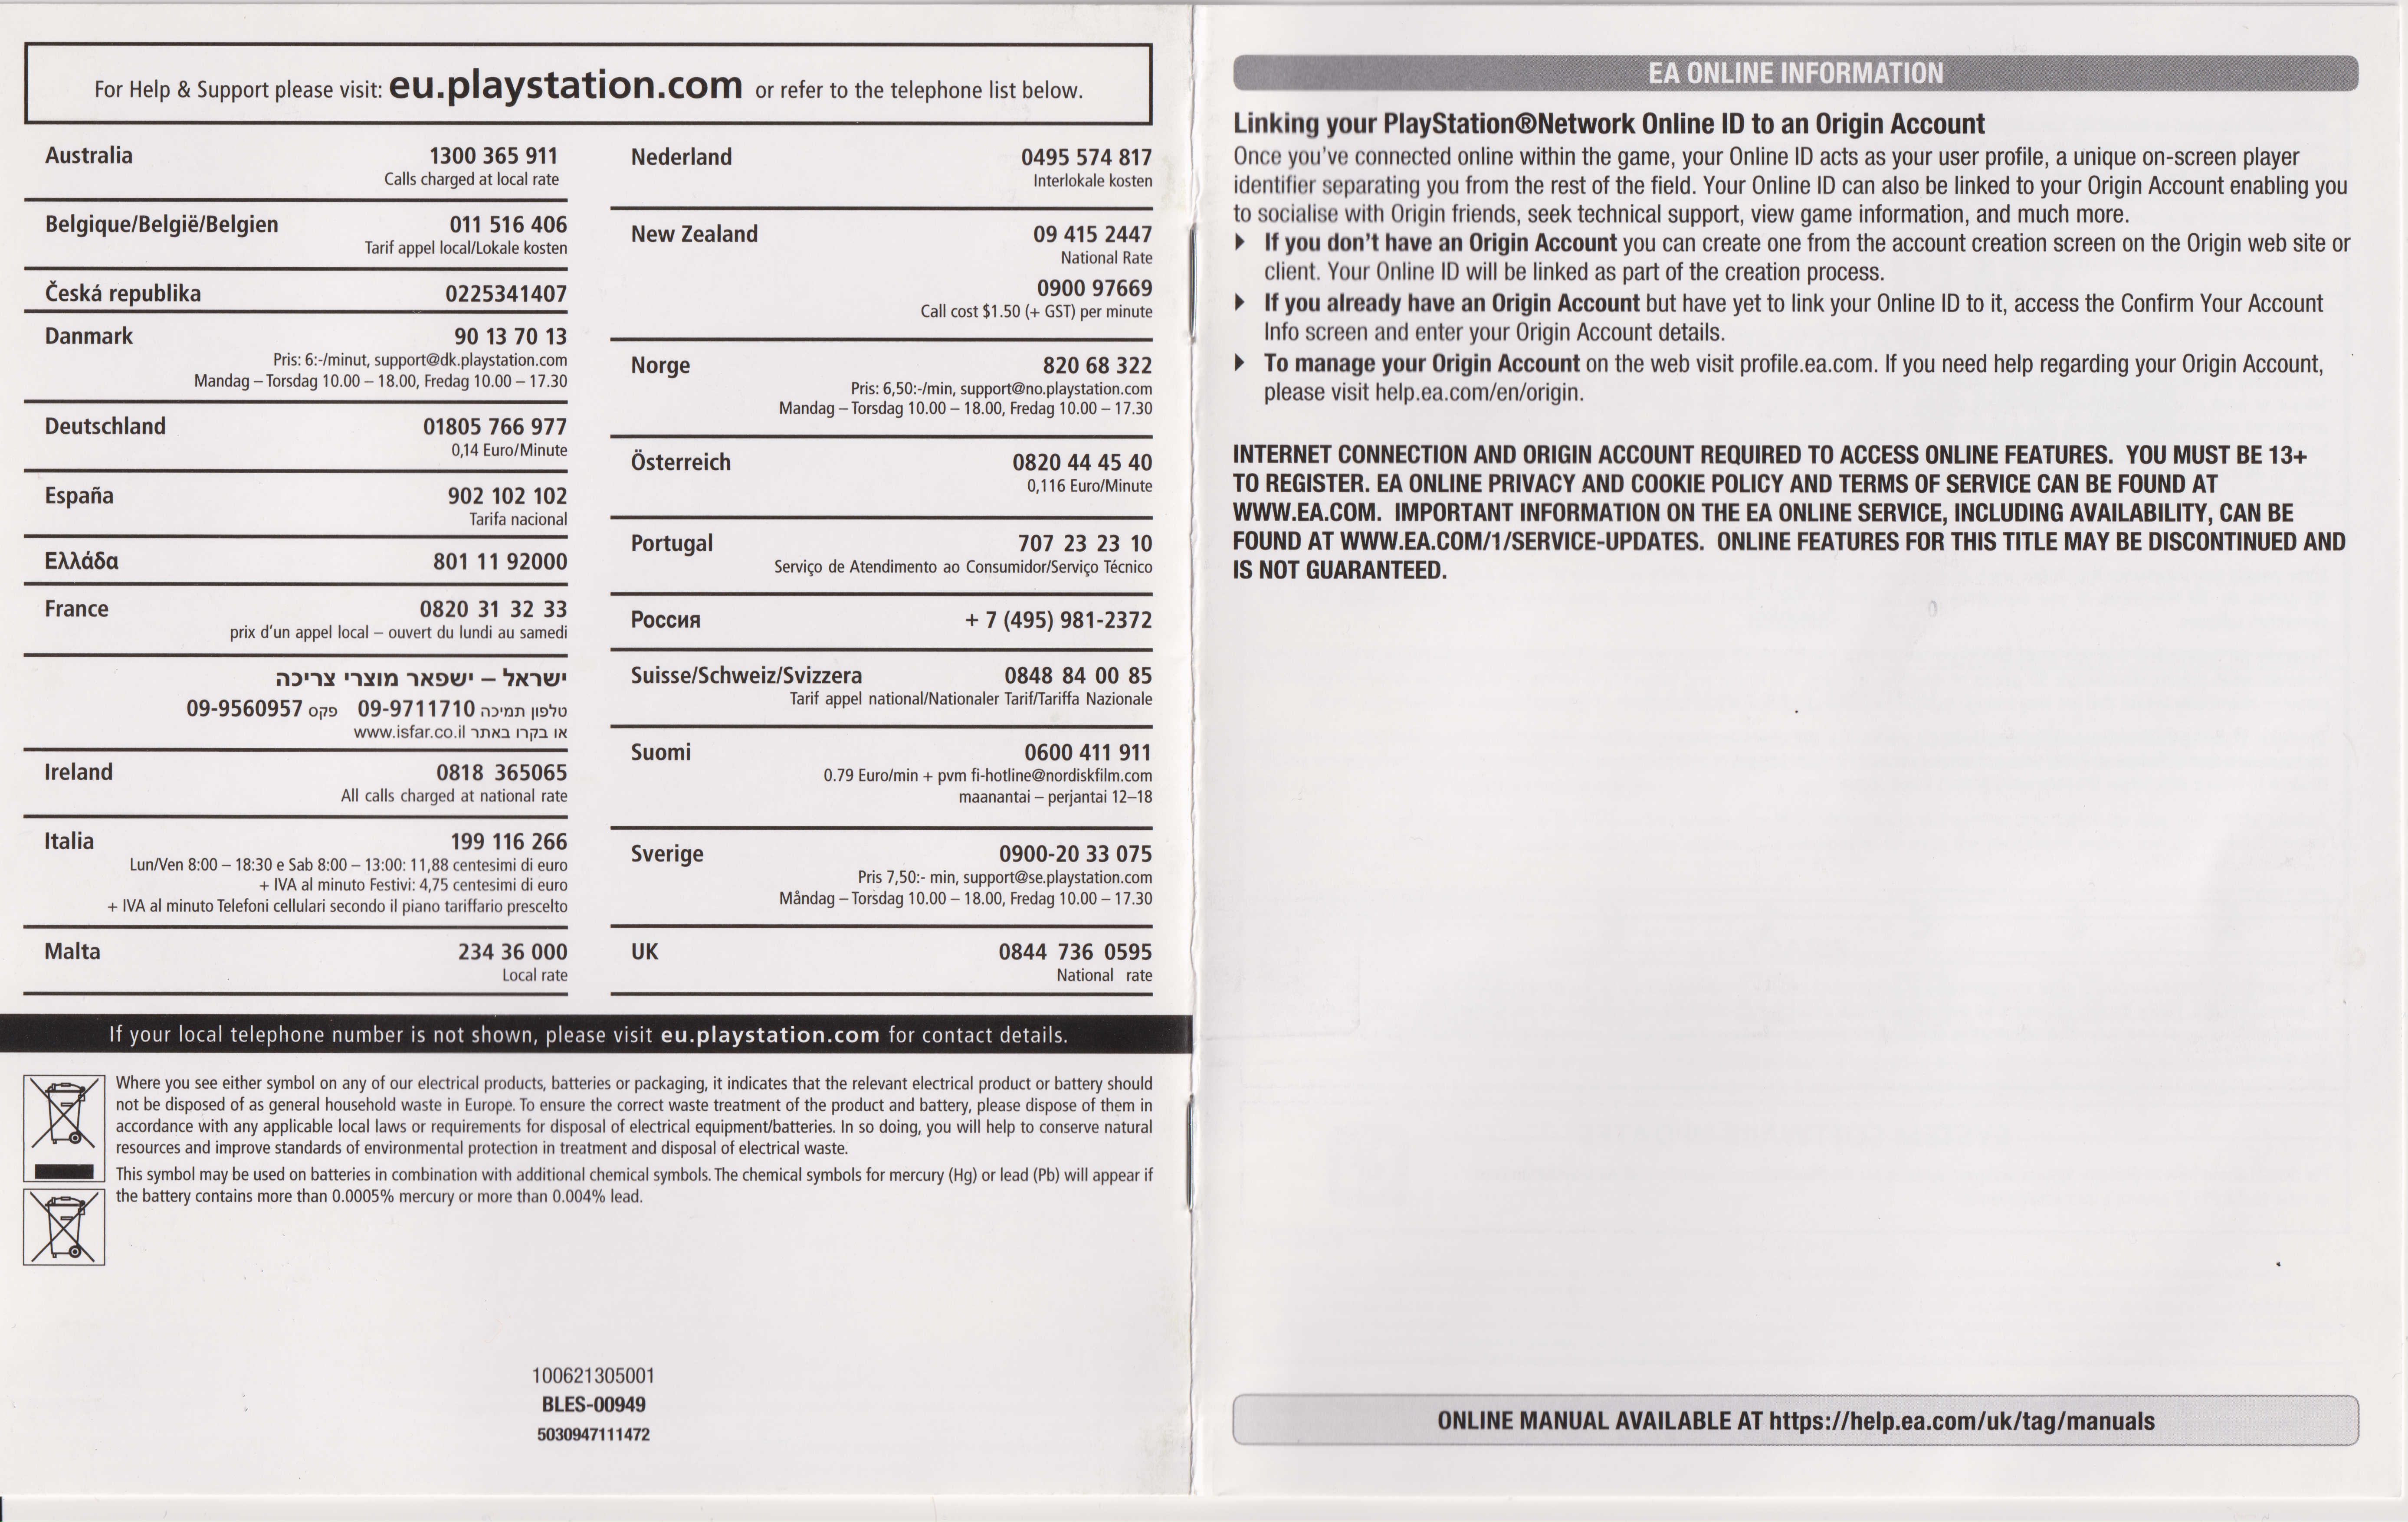 For Help & Support please visit: eu.playstation.com or refer to the telephone list below.
Australia 1300 365 911
Calls charged at local rate
Belgique/België/Belgien 011 516 406
Tarif appel local/Lokale kosten
Česká republika 0225341407
Danmark 90 13 70 13
Pris: 6:-/minut, support@dk.playstation.com
Mandag – Torsdag 10.00 – 18.00, Fredag 10.00 – 17.30
Deutschland 01805 766 977
0,14 Euro/Minute
España 902 102 102
Tarifa nacional
Ελλάδα 801 11 92000
France 0820 31 32 33
prix d'un appel local – ouvert du lundi au samedi
ישראל – ישפאר מוצרי צריכה
טלפון תמיכה 09-9711710 פקס 09-9560957
או בקרו באתר www.isfar.co.il
Ireland 0818 365065
All calls charged at national rate
Italia 199 116 266
Lun/Ven 8:00 – 18:30 e Sab 8:00 – 13:00: 11,88 centesimi di euro
+ IVA al minuto Festivi: 4,75 centesimi di euro
+ IVA al minuto Telefoni cellulari secondo il piano tariffario prescelto
Malta 234 36 000
Local rate
Nederland 0495 574 817
Interlokale kosten
New Zealand 09 415 2447
National Rate
0900 97669
Call cost $1.50 (+ GST) per minute
Norge 820 68 322
Pris: 6,50:-/min, support@no.playstation.com
Mandag – Torsdag 10.00 – 18.00, Fredag 10.00 – 17.30
Österreich 0820 44 45 40
0,116 Euro/Minute
Portugal 707 23 23 10
Serviço de Atendimento ao Consumidor/Serviço Técnico
Россия + 7 (495) 981-2372
Suisse/Schweiz/Svizzera 0848 84 00 85
Tarif appel national/Nationaler Tarif/Tariffa Nazionale
Suomi 0600 411 911
0.79 Euro/min + pvm fi-hotline@nordiskfilm.com
maanantai – perjantai 12–18
Sverige 0900-20 33 075
Pris 7,50:- min, support@se.playstation.com
Måndag – Torsdag 10.00 – 18.00, Fredag 10.00 – 17.30
UK 0844 736 0595
National rate
If your local telephone number is not shown, please visit eu.playstation.com for contact details.
Where you see either symbol on any of our electrical products, batteries or packaging, it indicates that the relevant electrical product or battery should
not be disposed of as general household waste in Europe. To ensure the correct waste treatment of the product and battery, please dispose of them in
accordance with any applicable local laws or requirements for disposal of electrical equipment/batteries. In so doing, you will help to conserve natural
resources and improve standards of environmental protection in treatment and disposal of electrical waste.
This symbol may be used on batteries in combination with additional chemical symbols. The chemical symbols for mercury (Hg) or lead (Pb) will appear if
the battery contains more than 0.0005% mercury or more than 0.004% lead.
100621305001
BLES-00949
5030947111472
EA ONLINE INFORMATION
Linking your PlayStation®Network Online ID to an Origin Account
Once you've connected online within the game, your Online ID acts as your user profile, a unique on-screen player
identifier separating you from the rest of the field. Your Online ID can also be linked to your Origin Account enabling you
to socialise with Origin friends, seek technical support, view game information, and much more.
If you don't have an Origin Account you can create one from the account creation screen on the Origin web site or
client. Your Online ID will be linked as part of the creation process.
If you already have an Origin Account but have yet to link your Online ID to it, access the Confirm Your Account
Info screen and enter your Origin Account details.
To manage your Origin Account on the web visit profile.ea.com. If you need help regarding your Origin Account,
please visit help.ea.com/en/origin.
INTERNET CONNECTION AND ORIGIN ACCOUNT REQUIRED TO ACCESS ONLINE FEATURES. YOU MUST BE 13+
TO REGISTER. EA ONLINE PRIVACY AND COOKIE POLICY AND TERMS OF SERVICE CAN BE FOUND AT
WWW.EA.COM. IMPORTANT INFORMATION ON THE EA ONLINE SERVICE, INCLUDING AVAILABILITY, CAN BE
FOUND AT WWW.EA.COM/1/SERVICE-UPDATES. ONLINE FEATURES FOR THIS TITLE MAY BE DISCONTINUED AND
IS NOT GUARANTEED.
ONLINE MANUAL AVAILABLE AT https://help.ea.com/uk/tag/manuals